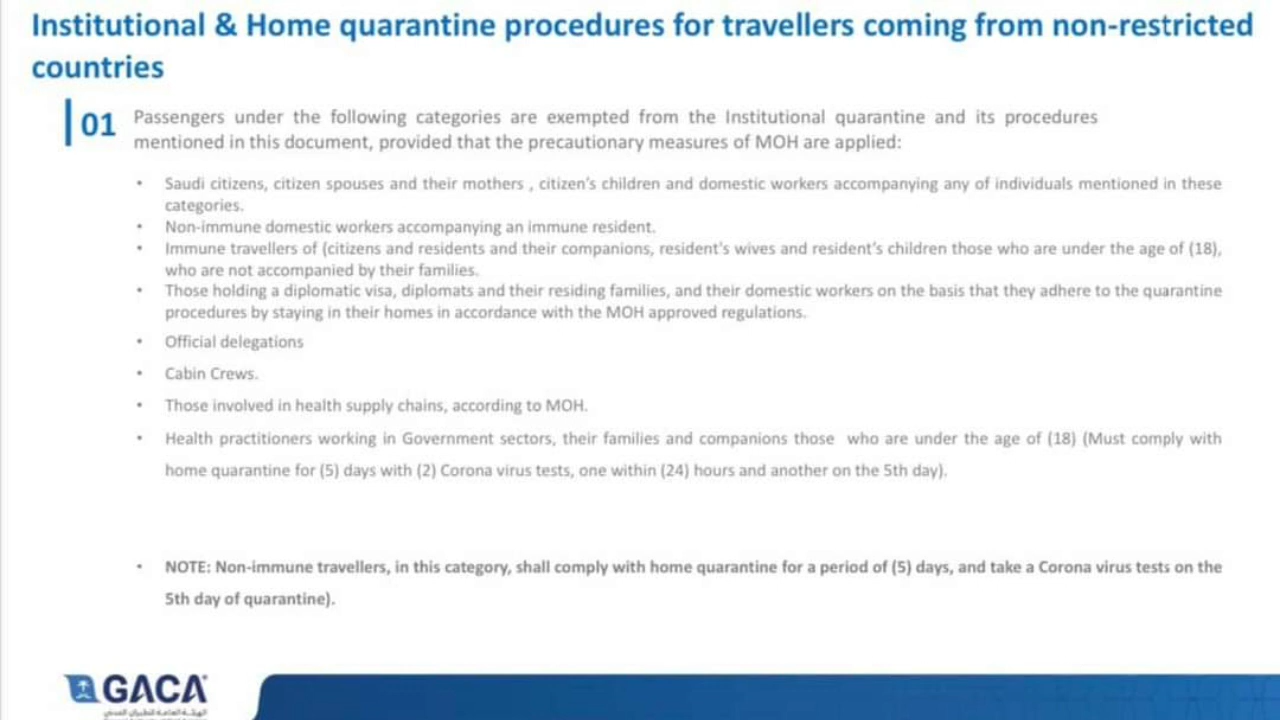 Institutional & Home quarantine procedures for travellers coming from non-restricted
countries
01
Passengers under the following categories are exempted from the Institutional quarantine and its procedures
mentioned in this document, provided that the precautionary measures of MOH are applied:
• Saudi citizens, citizen spouses and their mothers , citizen's children and domestic workers accompanying any of individuals mentioned in these
categories.
• Non-immune domestic workers accompanying an immune resident.
• Immune travellers of (citizens and residents and their companions, resident's wives and resident's children those who are under the age of (18),
who are not accompanied by their families.
• Those holding a diplomatic visa, diplomats and their residing families, and their domestic workers on the basis that they adhere to the quarantine
procedures by staying in their homes in accordance with the MOH approved regulations.
• Official delegations
• Cabin Crews.
• Those involved in health supply chains, according to MOH.
• Health practitioners working in Government sectors, their families and companions those who are under the age of (18) (Must comply with
home quarantine for (5) days with (2) Corona virus tests, one within (24) hours and another on the 5th day).
• NOTE: Non-immune travellers, in this category, shall comply with home quarantine for a period of (5) days, and take a Corona virus tests on the
5th day of quarantine).
GACA
الهيئة العامة للطيران المدني